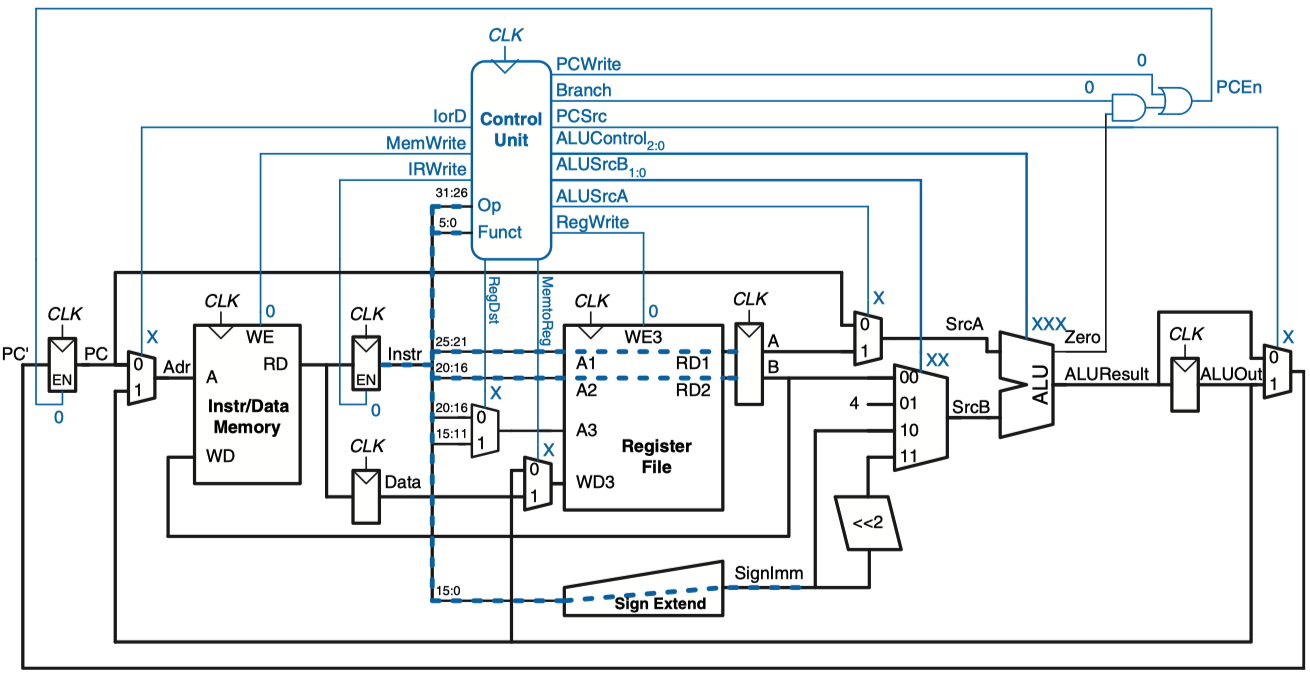 CLK
PCWrite 0
Branch 0
PCEn
IorD PCSrc
Control
Unit
MemWrite ALUControl2:0
IRWrite ALUSrcB1:0
31:26 Op ALUSrcA
5:0 Funct RegWrite
RegDst MemtoReg
CLK CLK CLK CLK CLK
X 0 0 X XXX X
PC' PC EN 0
0 1 Adr
WE
A RD
Instr/Data
Memory
WD
EN 0 Instr
CLK
Data
25:21 A1 WE3 RD1 A
20:16 A2 RD2 B
20:16 0 X
15:11 1 A3
X 0 1 WD3
Register
File
0 1 SrcA
XX
00
4 01
10
11
SrcB
<<2
ALU
Zero
ALUResult
CLK
ALUOut
0 1
15:0 Sign Extend SignImm